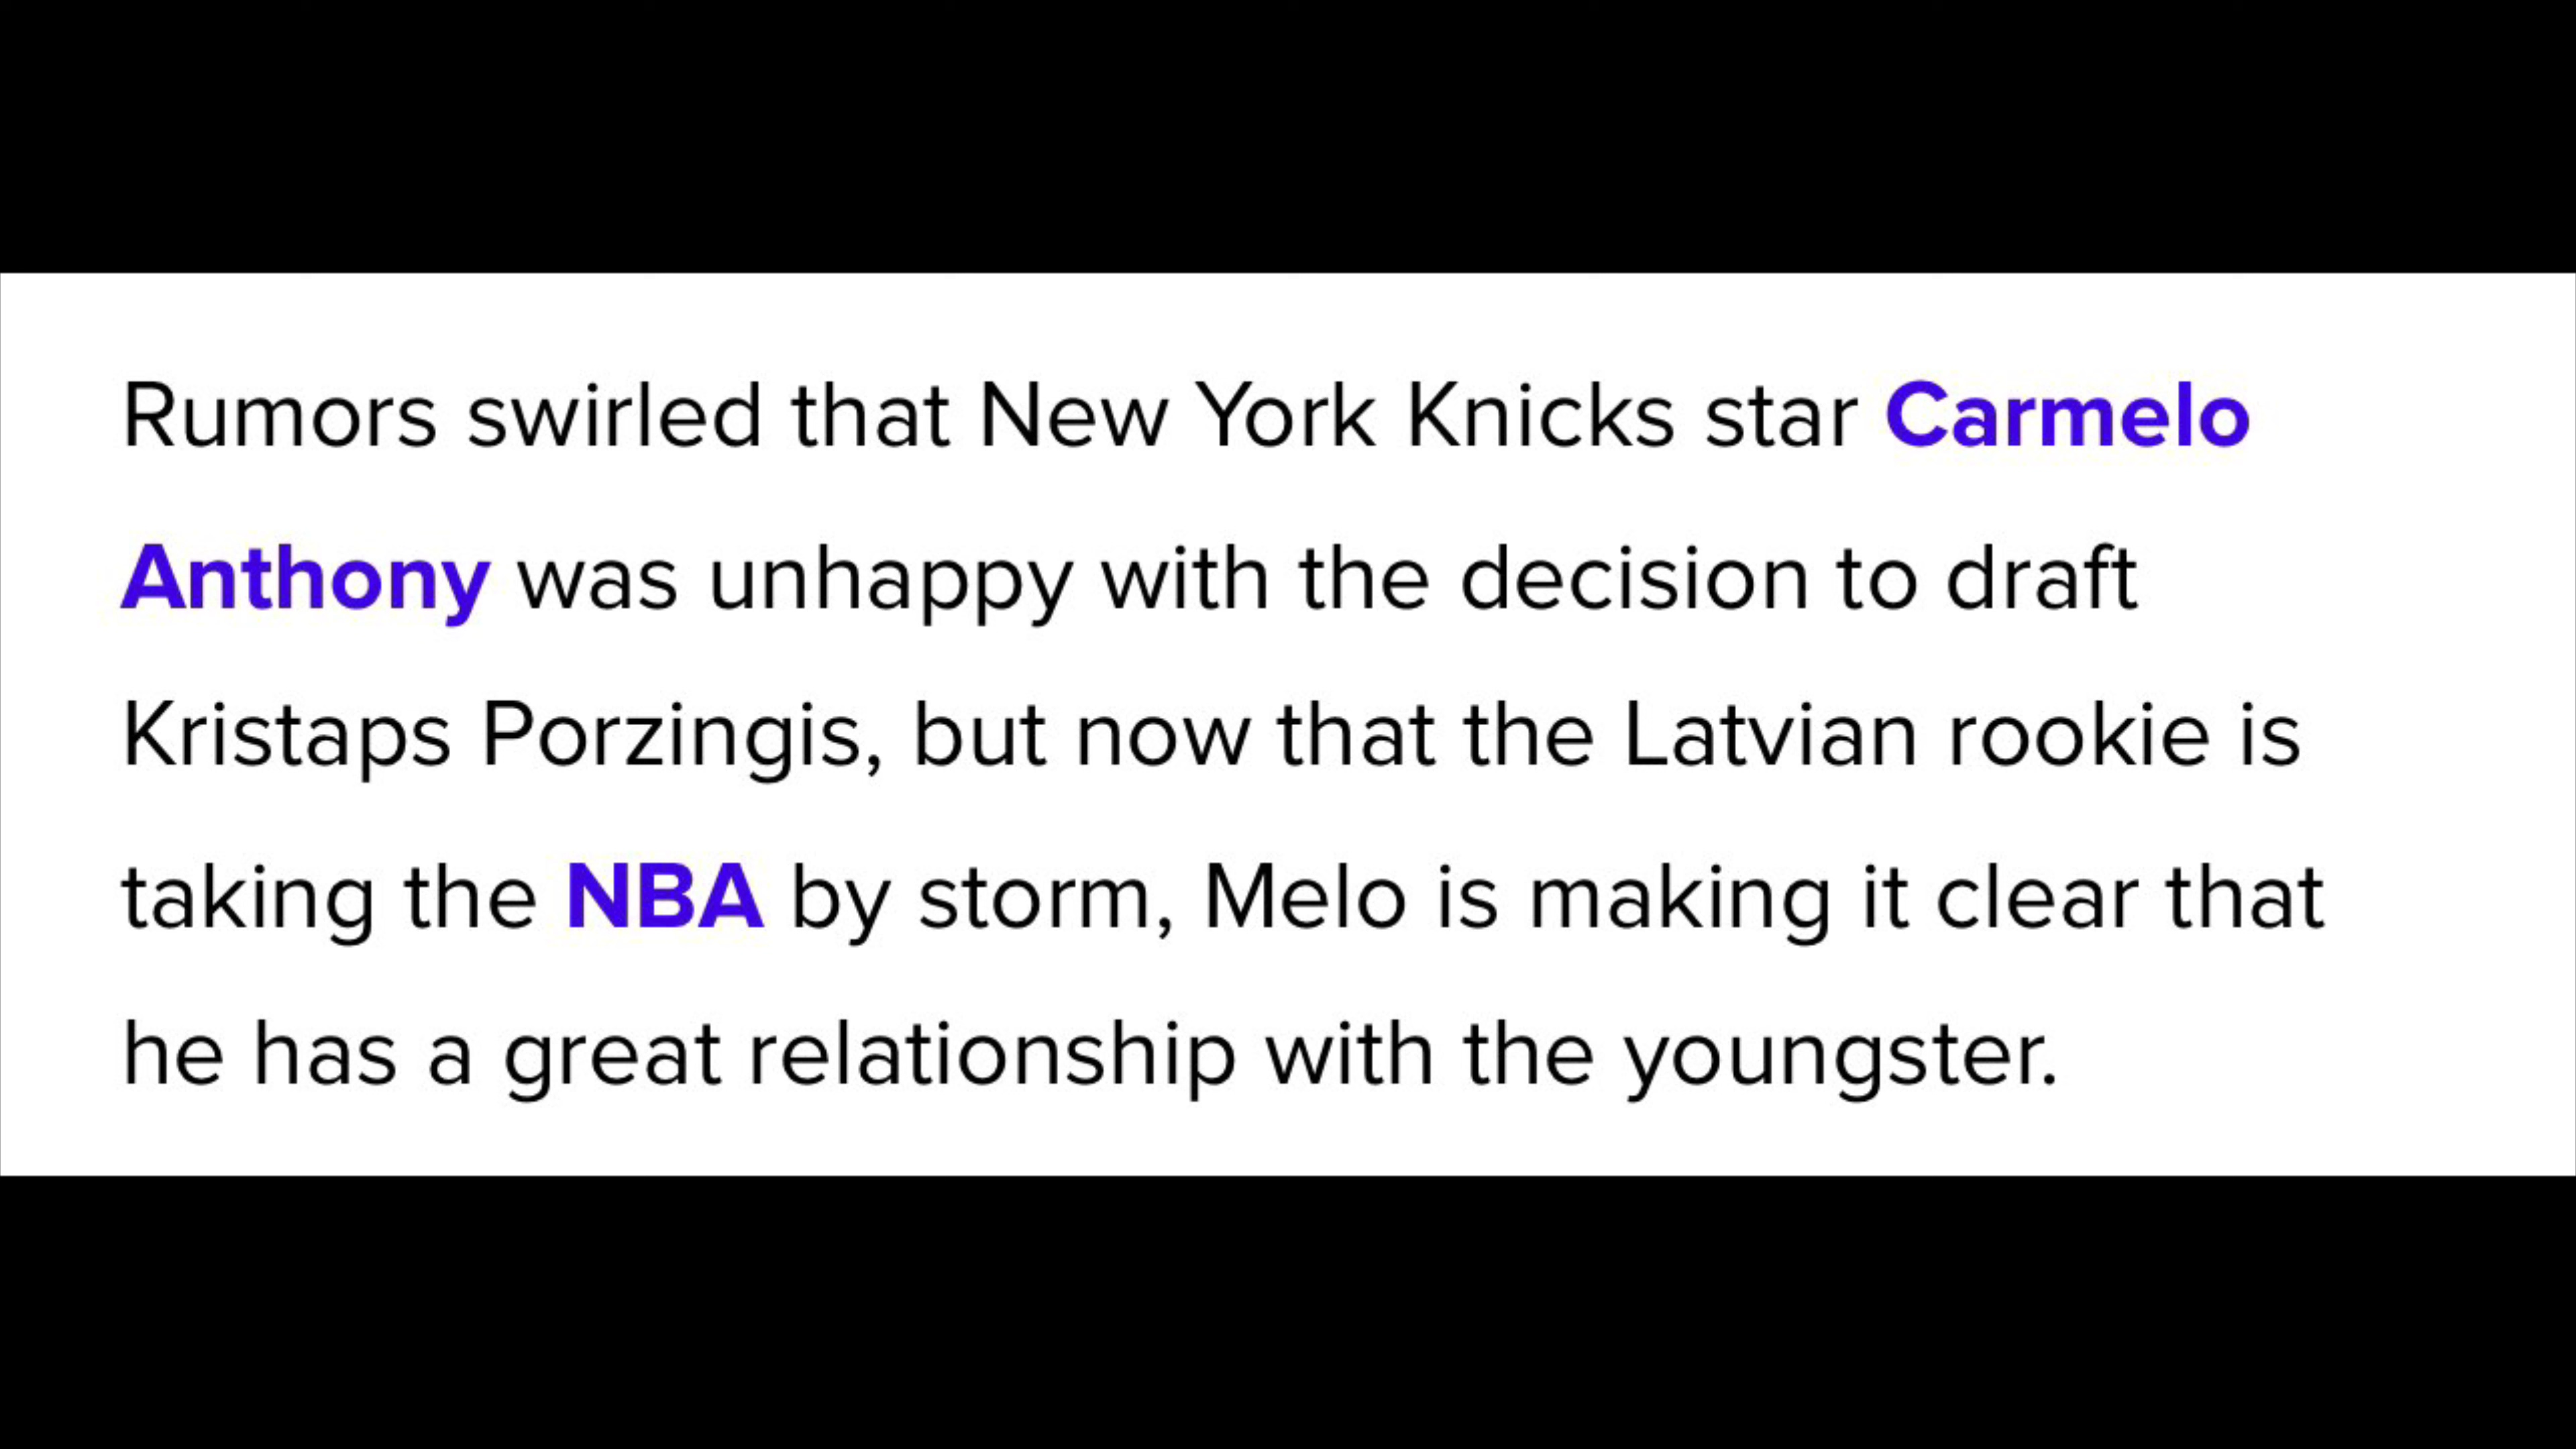 Rumors swirled that New York Knicks star Carmelo
Anthony was unhappy with the decision to draft
Kristaps Porzingis, but now that the Latvian rookie is
taking the NBA by storm, Melo is making it clear that
he has a great relationship with the youngster.